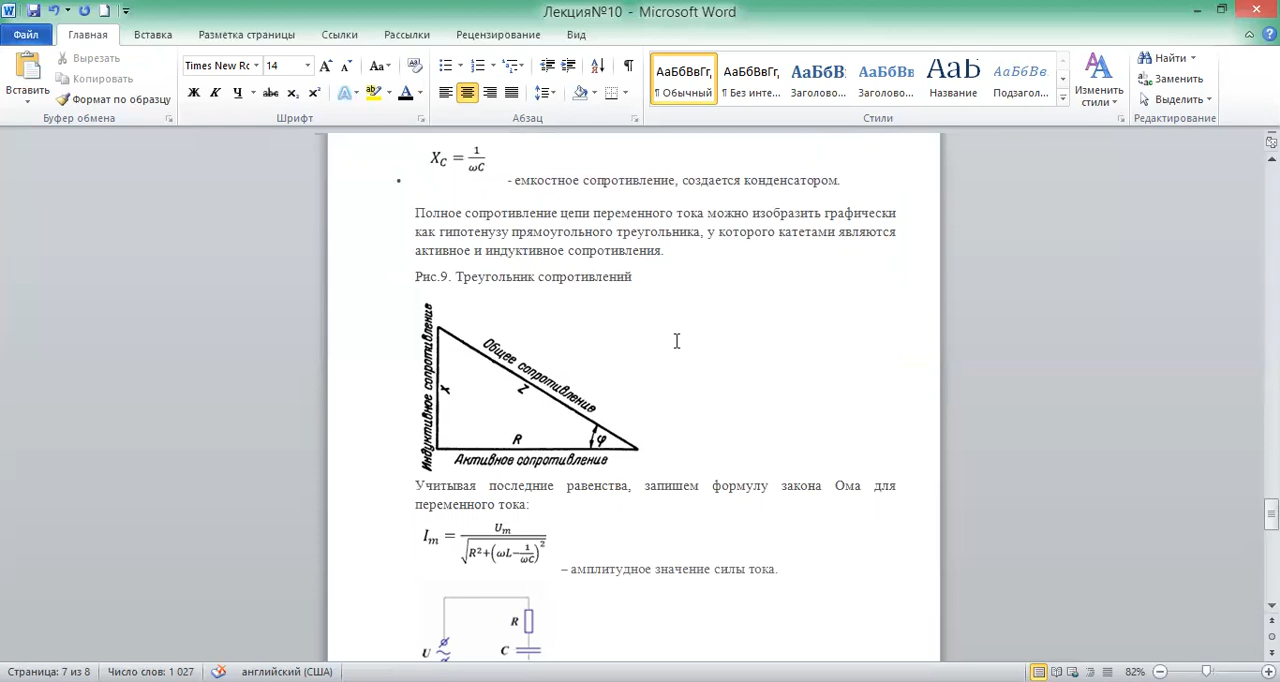 Лекция№10 - Microsoft Word
Файл Главная Вставка Разметка страницы Ссылки Рассылки Рецензирование Вид
Вставить
Вырезать
Копировать
Формат по образцу
Буфер обмена
Times New Rc 14
Ж К Ч abc x₂ x² A ab A
Шрифт
Абзац
АаБбВвГг, АаБбВвГг, АаБбВ: АаБбВв АаБ АаБбВв.
¶ Обычный ¶ Без инте... Заголово... Заголово... Название Подзагол...
Стили
Изменить
стили
Найти
Заменить
Выделить
Редактирование
X_C = 1/ωC
• - емкостное сопротивление, создается конденсатором.
Полное сопротивление цепи переменного тока можно изобразить графически
как гипотенузу прямоугольного треугольника, у которого катетами являются
активное и индуктивное сопротивления.
Рис.9. Треугольник сопротивлений
Индуктивное сопротивление
X
Общее сопротивление
Z
R
φ
Активное сопротивление
Учитывая последние равенства, запишем формулу закона Ома для
переменного тока:
I_m = U_m/√(R²+(ωL−1/ωC)²)
– амплитудное значение силы тока.
R
U
C
Страница: 7 из 8 Число слов: 1 027 английский (США) 82%